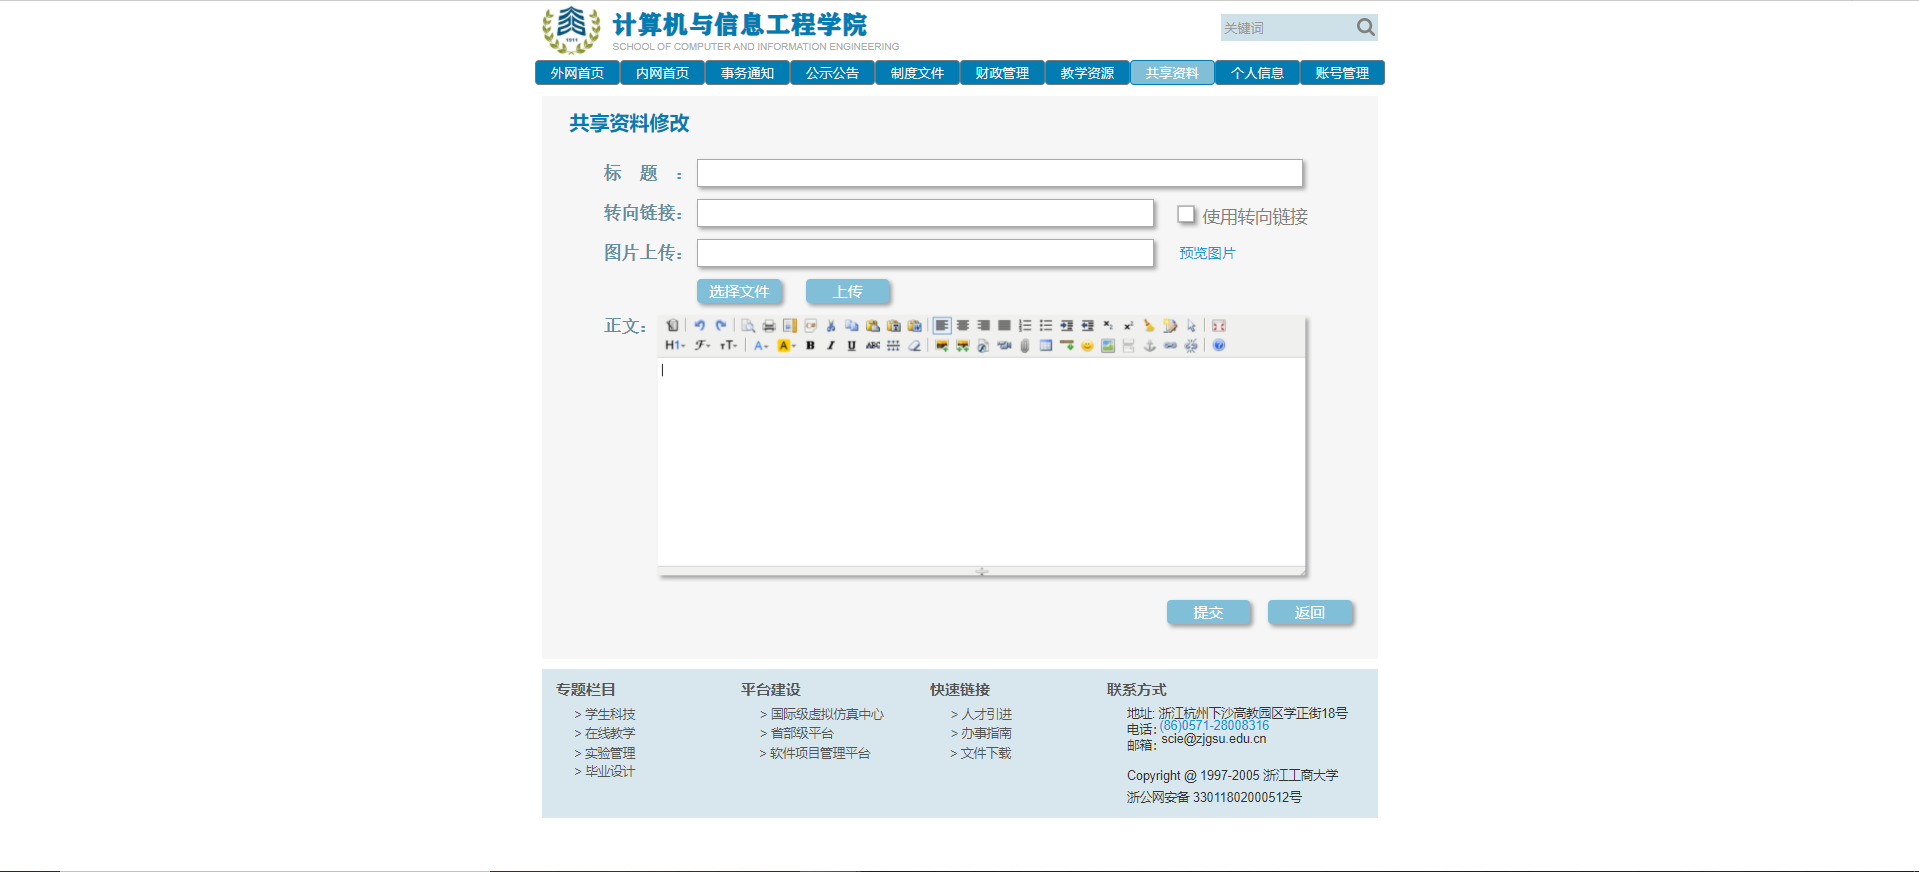 计算机与信息工程学院
SCHOOL OF COMPUTER AND INFORMATION ENGINEERING
关键词
外网首页 内网首页 事务通知 公示公告 制度文件 财政管理 教学资源 共享资料 个人信息 账号管理
共享资料修改
标 题 :
转向链接: 使用转向链接
图片上传: 预览图片
选择文件 上传
正文:
H1 F TT A A B I U ABC
提交 返回
专题栏目
> 学生科技
> 在线教学
> 实验管理
> 毕业设计
平台建设
> 国际级虚拟仿真中心
> 省部级平台
> 软件项目管理平台
快速链接
> 人才引进
> 办事指南
> 文件下载
联系方式
地址: 浙江杭州下沙高教园区学正街18号
电话: (86)0571-28008316
邮箱: scie@zjgsu.edu.cn
Copyright @ 1997-2005 浙江工商大学
浙公网安备 33011802000512号